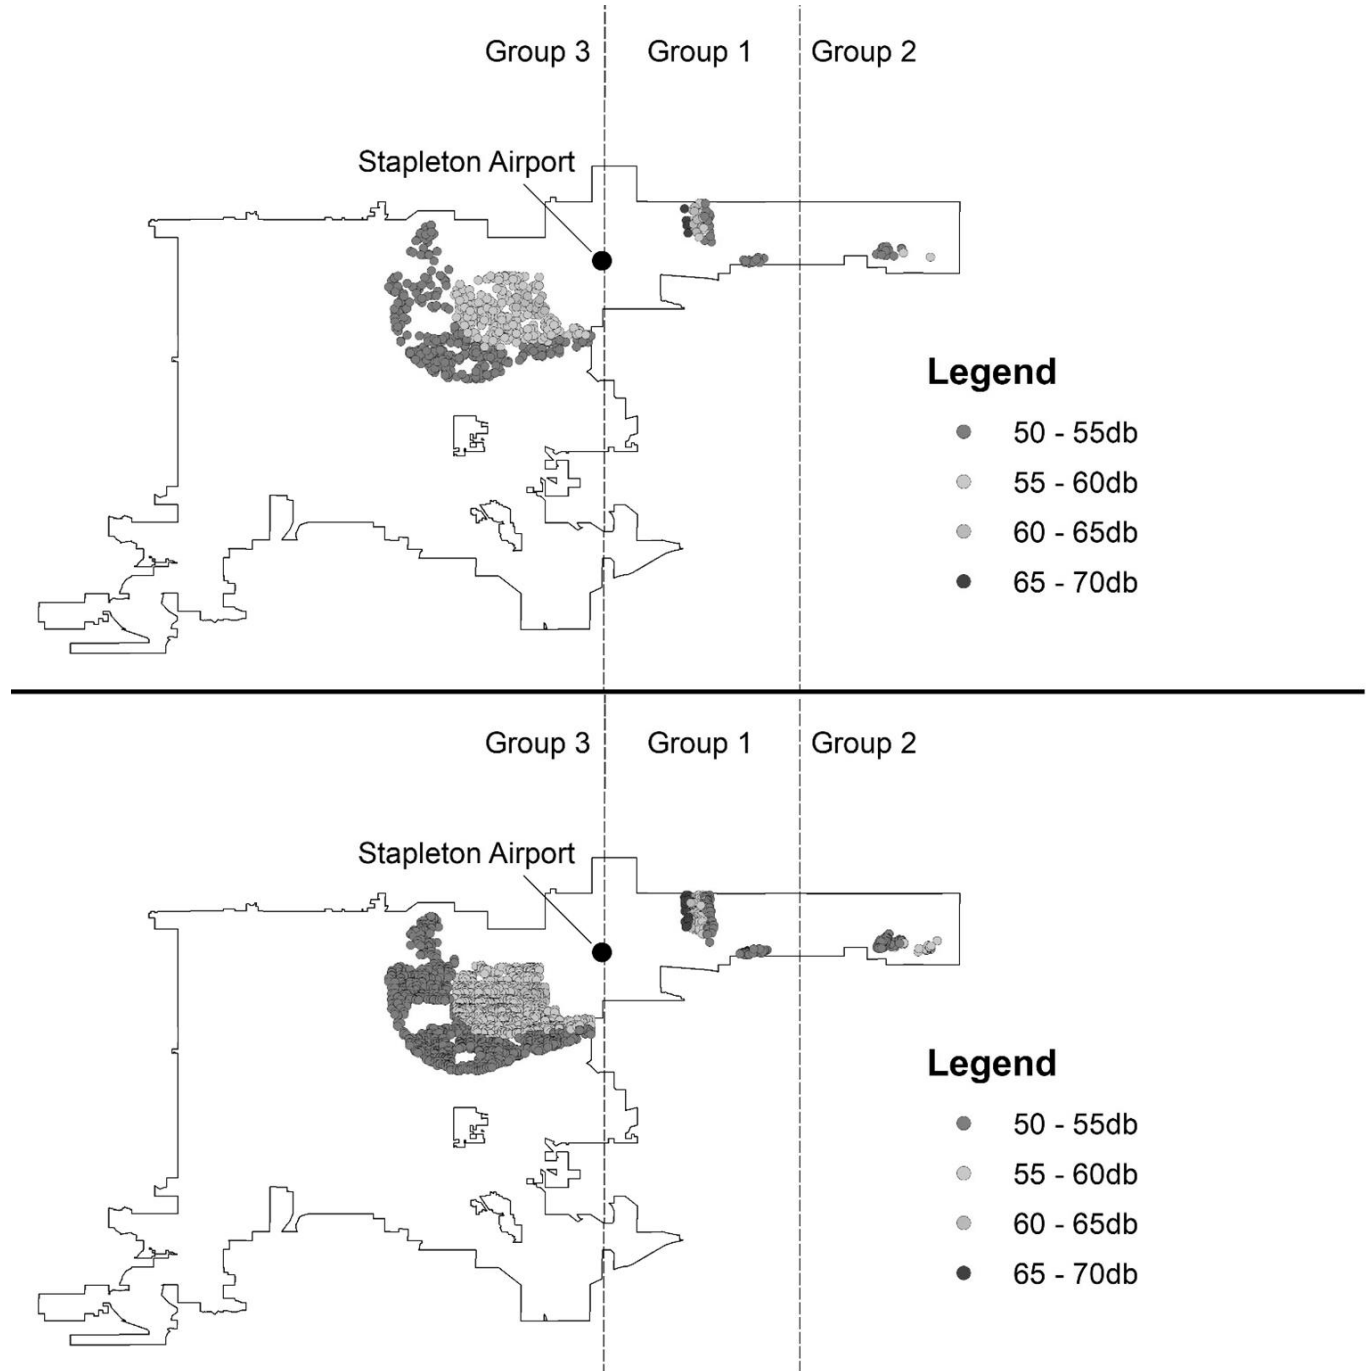 Group 3 Group 1 Group 2
Stapleton Airport
Legend
50 - 55db
55 - 60db
60 - 65db
65 - 70db
Group 3 Group 1 Group 2
Stapleton Airport
Legend
50 - 55db
55 - 60db
60 - 65db
65 - 70db